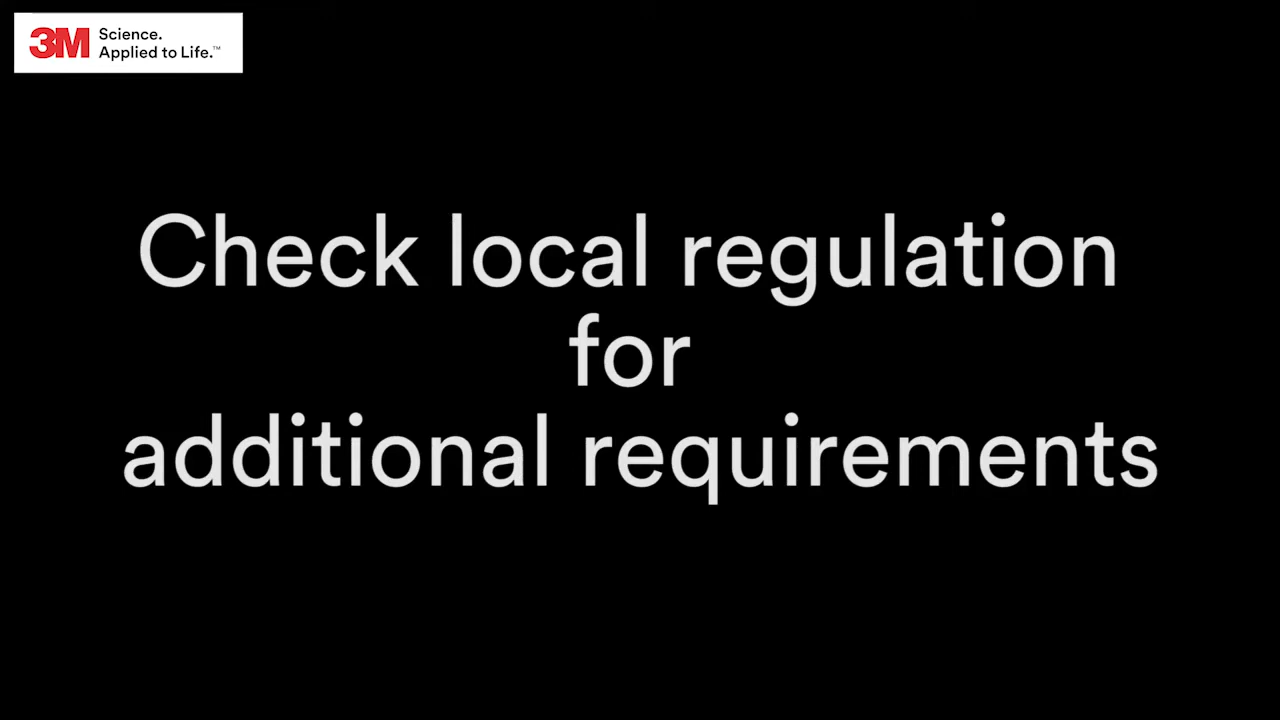 3M Science.
Applied to Life.™
Check local regulation
for
additional requirements